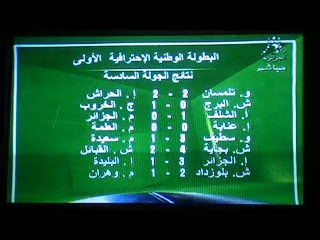 البطولة الوطنية الإحترافية الأولى
نتائج الجولة السادسة
مباشر
و. تلمسان 2 - 2 إ. الحراش
ش. البرج 0 - 1 ج. الخروب
أ. الشلف 1 - 0 م. الجزائر
إ. عنابة 0 - 0 م. العلمة
و. سطيف 3 - 1 م. سعيدة
ش. بجاية 4 - 2 ش. القبائل
إ. الجزائر 3 - 1 إ. البليدة
ش. بلوزداد 2 - 1 م. وهران